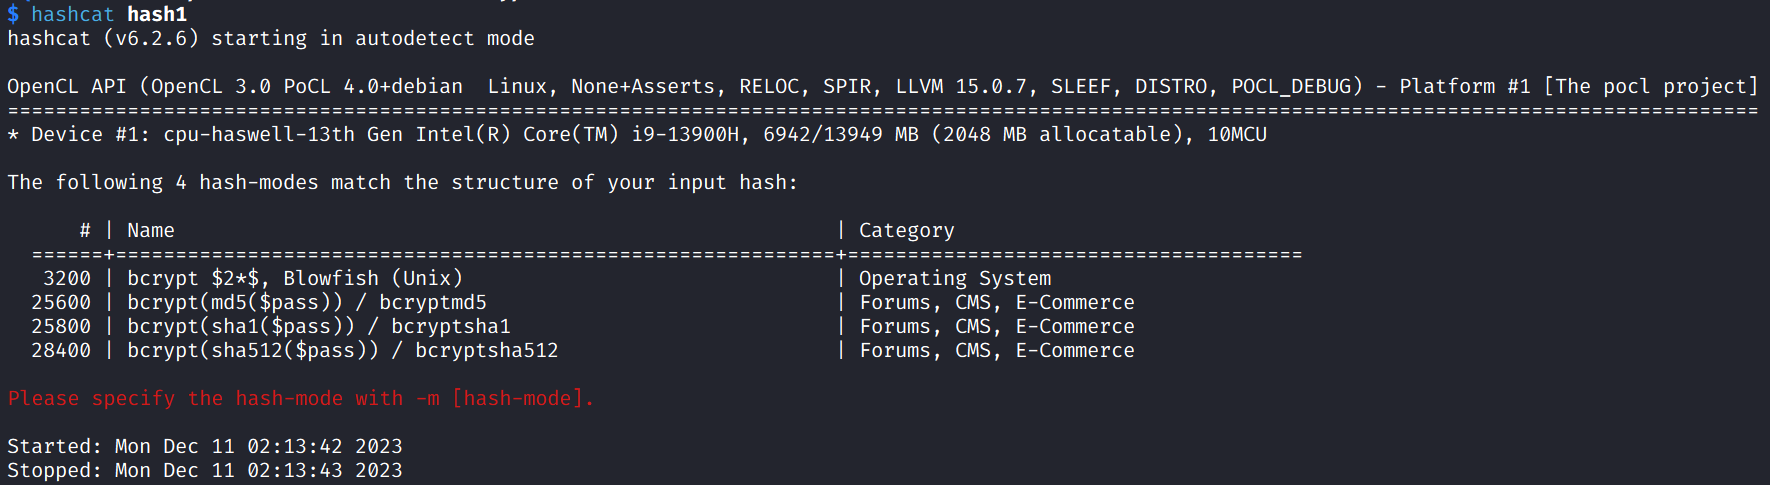 $ hashcat hash1
hashcat (v6.2.6) starting in autodetect mode
OpenCL API (OpenCL 3.0 PoCL 4.0+debian  Linux, None+Asserts, RELOC, SPIR, LLVM 15.0.7, SLEEF, DISTRO, POCL_DEBUG) - Platform #1 [The pocl project]
==================================================================================================================================================
* Device #1: cpu-haswell-13th Gen Intel(R) Core(TM) i9-13900H, 6942/13949 MB (2048 MB allocatable), 10MCU
The following 4 hash-modes match the structure of your input hash:
      # | Name                                                       | Category
  ======+============================================================+======================================
   3200 | bcrypt $2*$, Blowfish (Unix)                               | Operating System
  25600 | bcrypt(md5($pass)) / bcryptmd5                             | Forums, CMS, E-Commerce
  25800 | bcrypt(sha1($pass)) / bcryptsha1                           | Forums, CMS, E-Commerce
  28400 | bcrypt(sha512($pass)) / bcryptsha512                       | Forums, CMS, E-Commerce
Please specify the hash-mode with -m [hash-mode].
Started: Mon Dec 11 02:13:42 2023
Stopped: Mon Dec 11 02:13:43 2023